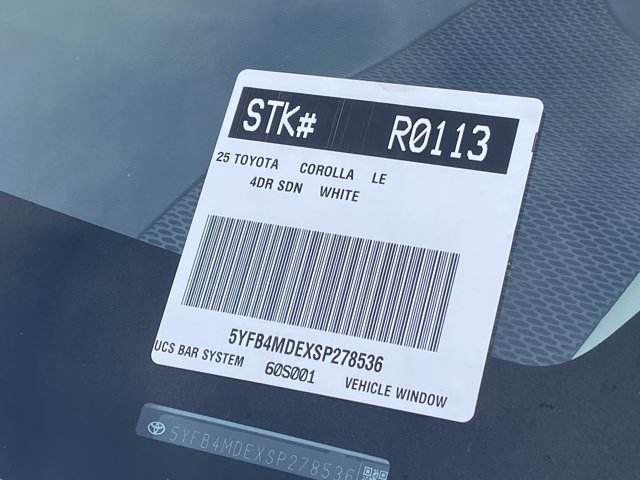 STK# R0113
25 TOYOTA COROLLA LE
4DR SDN WHITE
5YFB4MDEXSP278536
UCS BAR SYSTEM 60S001 VEHICLE WINDOW
5YFB4MDEXSP278536